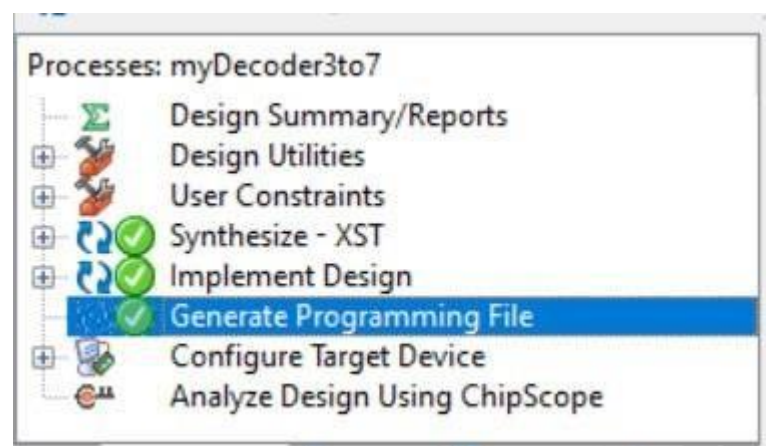 Processes: myDecoder3to7
Design Summary/Reports
Design Utilities
User Constraints
Synthesize - XST
Implement Design
Generate Programming File
Configure Target Device
Analyze Design Using ChipScope